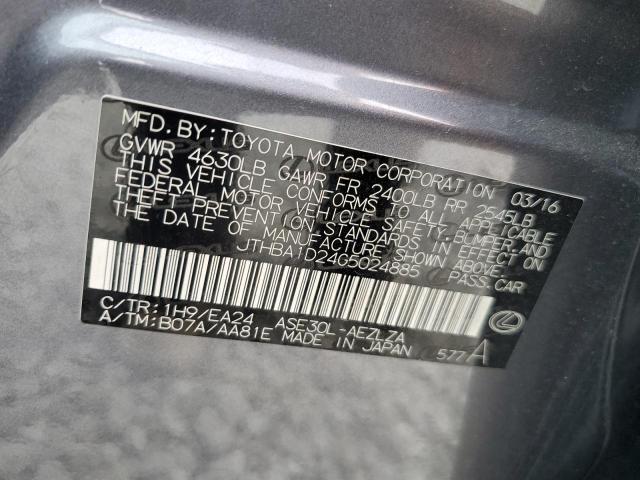 MFD. BY: TOYOTA MOTOR CORPORATION 03/16
GVWR 4630LB GAWR FR 2400LB RR 2545LB
THIS VEHICLE CONFORMS TO ALL APPLICABLE
FEDERAL MOTOR VEHICLE SAFETY, BUMPER, AND
THEFT PREVENTION STANDARDS IN EFFECT ON
THE DATE OF MANUFACTURE SHOWN ABOVE.
JTHBA1D24G5024885 PASS. CAR
C/TR: 1H9/EA24 ASE30L-AEZLZA
A/TM: B07A/AA81E MADE IN JAPAN 577 A